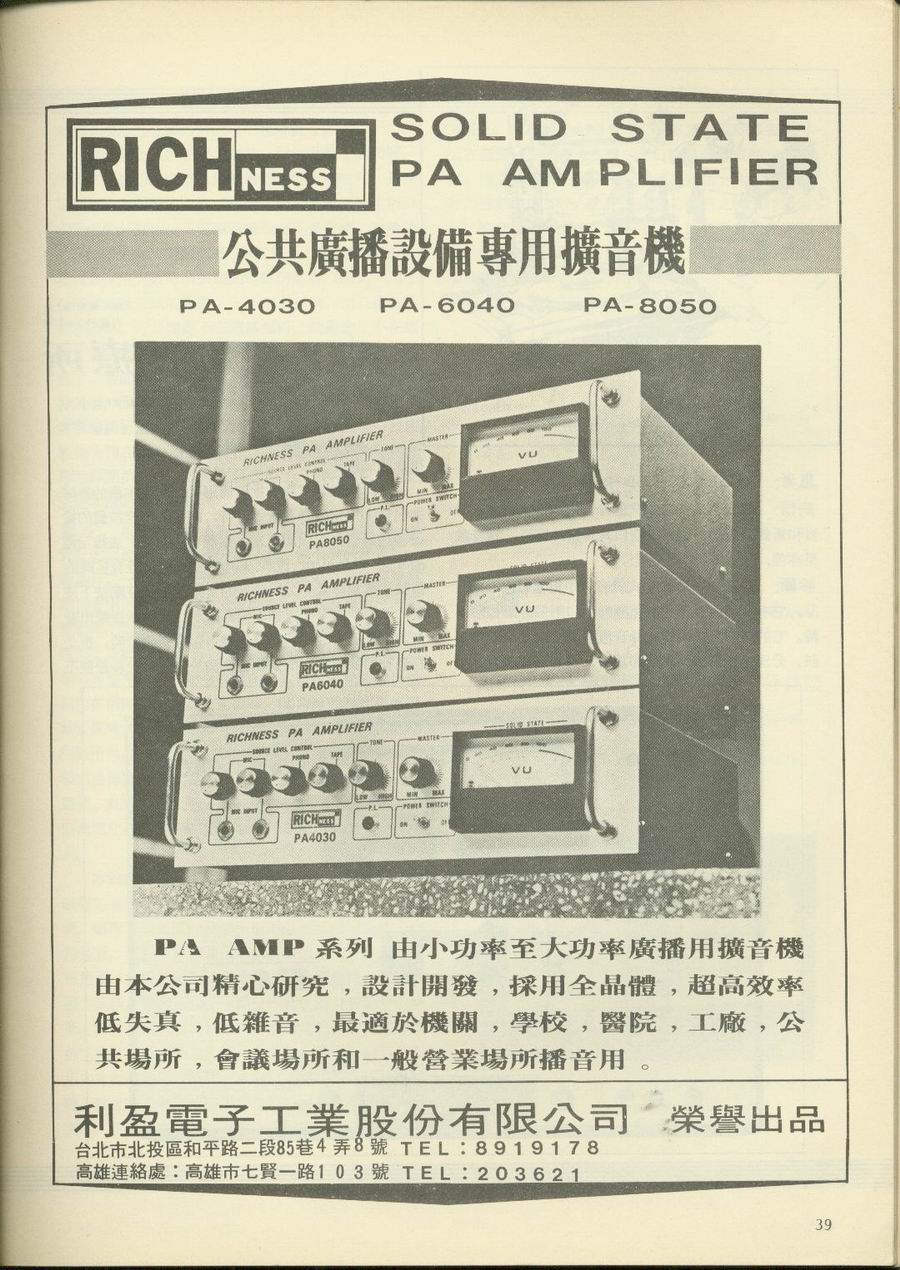 RICHNESS
SOLID STATE
PA AMPLIFIER
公共廣播設備專用擴音機
PA-4030 PA-6040 PA-8050
RICHNESS PA AMPLIFIER
SOURCE LEVEL CONTROL
PHONO TAPE TONE MASTER
VU
LOW HIGH MIN MAX
MIC INPUT P.L. POWER SWITCH
ON OFF
RICHNESS
PA8050
RICHNESS PA AMPLIFIER
SOURCE LEVEL CONTROL
MIC PHONO TAPE TONE MASTER
SOLID STATE
VU
LOW HIGH MIN MAX
MIC INPUT P.L. POWER SWITCH
ON OF
RICHNESS
PA6040
RICHNESS PA AMPLIFIER
SOURCE LEVEL CONTROL
MIC PHONO TAPE TONE MASTER
SOLID STATE
VU
LOW HIGH MIN MAX
MIC INPUT P.L. POWER SWITCH
ON OF
RICHNESS
PA4030
PA AMP 系列 由小功率至大功率廣播用擴音機
由本公司精心研究，設計開發，採用全晶體，超高效率
低失真，低雜音，最適於機關，學校，醫院，工廠，公
共場所，會議場所和一般營業場所播音用。
利盈電子工業股份有限公司 榮譽出品
台北市北投區和平路二段85巷4弄8號 TEL：8919178
高雄連絡處：高雄市七賢一路103號 TEL：203621
39